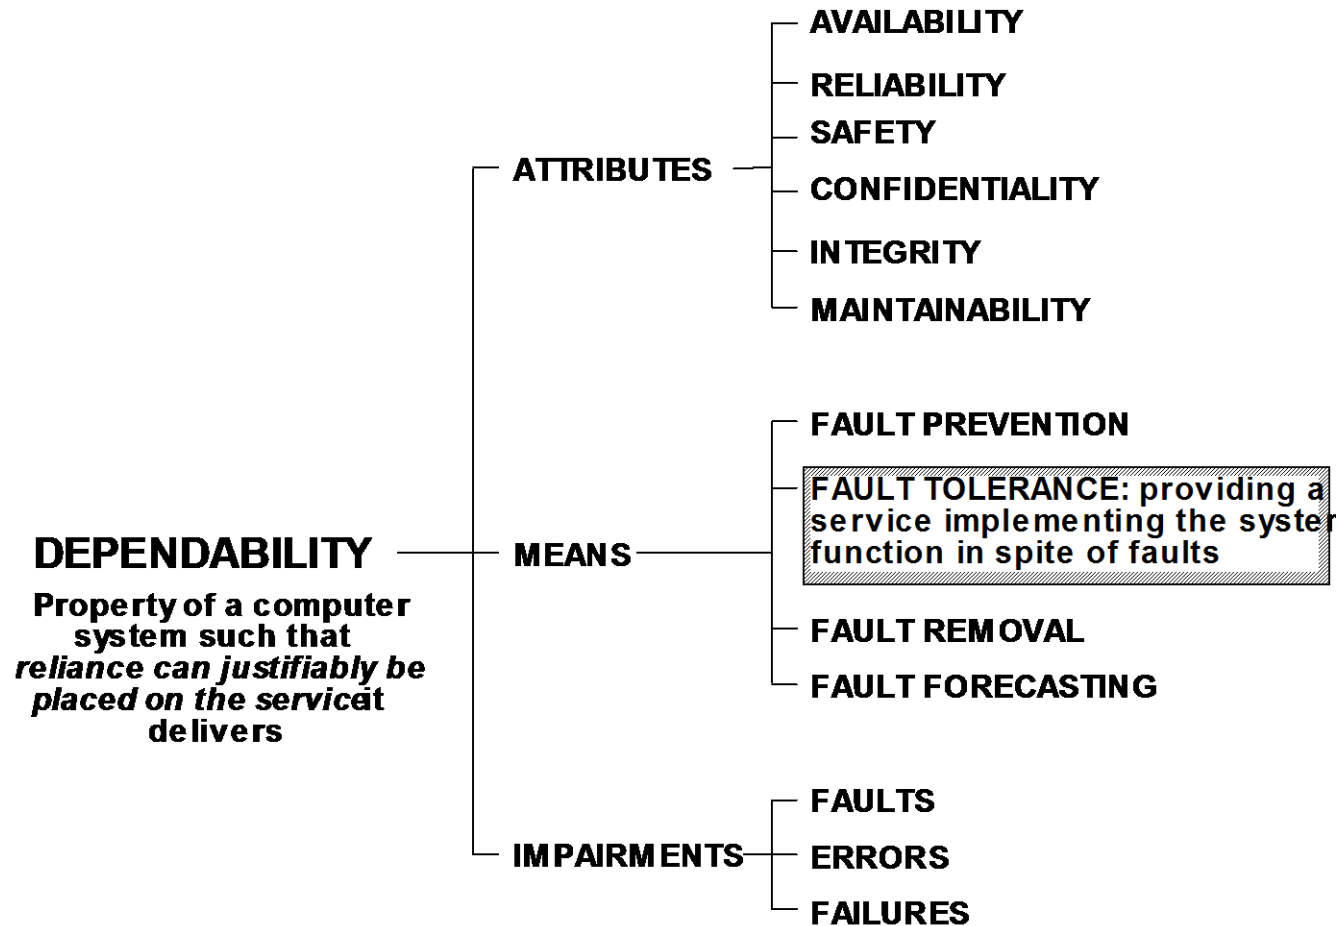 AVAILABILITY
RELIABILITY
SAFETY
ATTRIBUTES
CONFIDENTIALITY
INTEGRITY
MAINTAINABILITY
FAULT PREVENTION
FAULT TOLERANCE: providing a
service implementing the syster
function in spite of faults
DEPENDABILITY
MEANS
Property of a computer
system such that
reliance can justifiably be
placed on the service it
delivers
FAULT REMOVAL
FAULT FORECASTING
FAULTS
IMPAIRMENTS
ERRORS
FAILURES